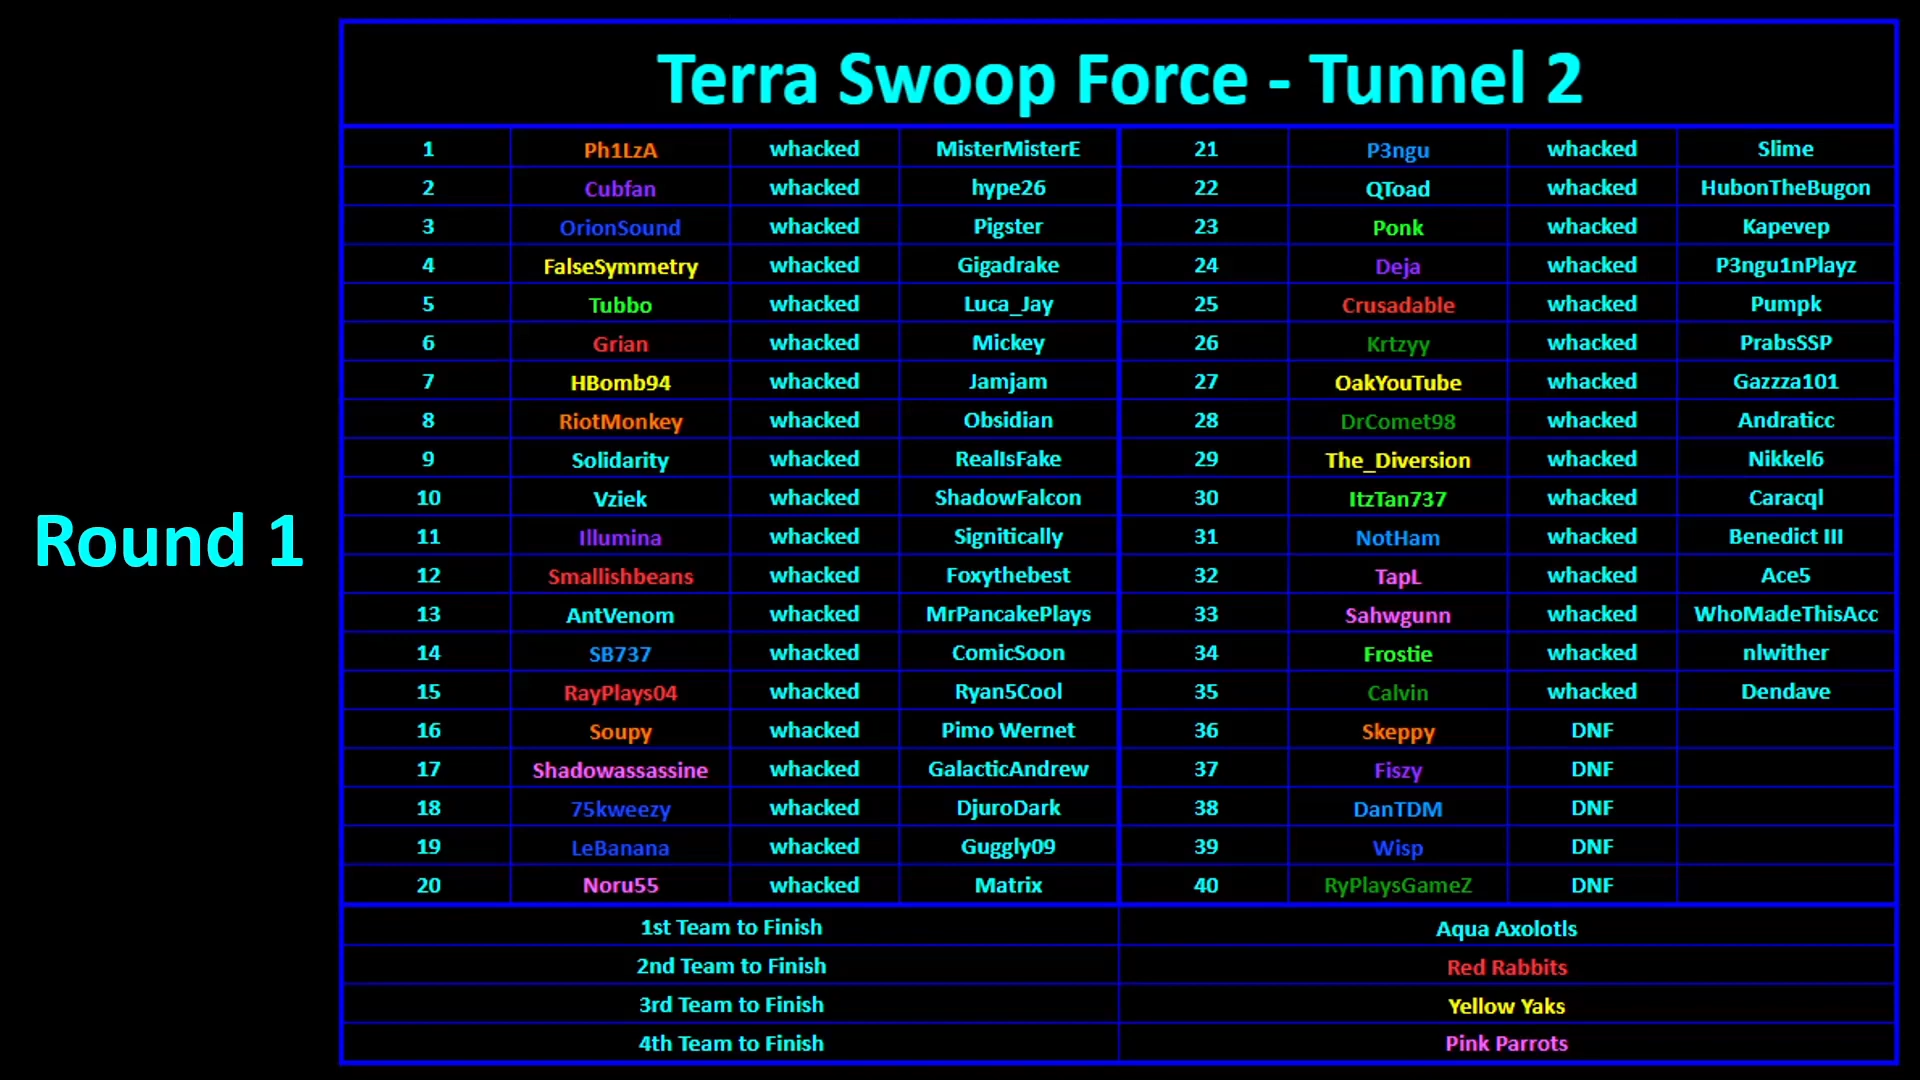 Terra Swoop Force - Tunnel 2
Round 1
1 Ph1LzA whacked MisterMisterE 21 P3ngu whacked Slime
2 Cubfan whacked hype26 22 QToad whacked HubonTheBugon
3 OrionSound whacked Pigster 23 Ponk whacked Kapevep
4 FalseSymmetry whacked Gigadrake 24 Deja whacked P3ngu1nPlayz
5 Tubbo whacked Luca_Jay 25 Crusadable whacked Pumpk
6 Grian whacked Mickey 26 Krtzyy whacked PrabsSSP
7 HBomb94 whacked Jamjam 27 OakYouTube whacked Gazzza101
8 RiotMonkey whacked Obsidian 28 DrComet98 whacked Andraticc
9 Solidarity whacked RealIsFake 29 The_Diversion whacked Nikkel6
10 Vziek whacked ShadowFalcon 30 ItzTan737 whacked Caracql
11 Illumina whacked Signitically 31 NotHam whacked Benedict III
12 Smallishbeans whacked Foxythebest 32 TapL whacked Ace5
13 AntVenom whacked MrPancakePlays 33 Sahwgunn whacked WhoMadeThisAcc
14 SB737 whacked ComicSoon 34 Frostie whacked nlwither
15 RayPlays04 whacked Ryan5Cool 35 Calvin whacked Dendave
16 Soupy whacked Pimo Wernet 36 Skeppy DNF
17 Shadowassassine whacked GalacticAndrew 37 Fiszy DNF
18 75kweezy whacked DjuroDark 38 DanTDM DNF
19 LeBanana whacked Guggly09 39 Wisp DNF
20 Noru55 whacked Matrix 40 RyPlaysGameZ DNF
1st Team to Finish Aqua Axolotls
2nd Team to Finish Red Rabbits
3rd Team to Finish Yellow Yaks
4th Team to Finish Pink Parrots